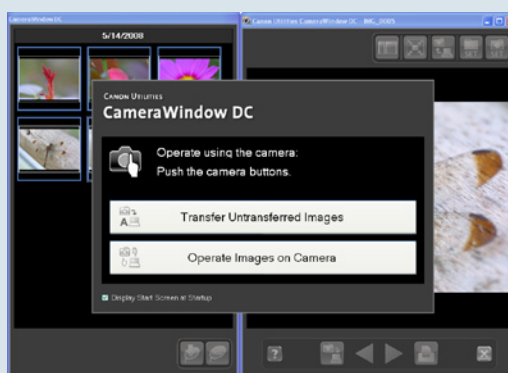 CameraWindow DC
5/14/2008
Canon Utilities CameraWindow DC - IMG_0005
CANON UTILITIES
CameraWindow DC
Operate using the camera:
Push the camera buttons.
Transfer Untransferred Images
Operate Images on Camera
Display Start Screen at Startup